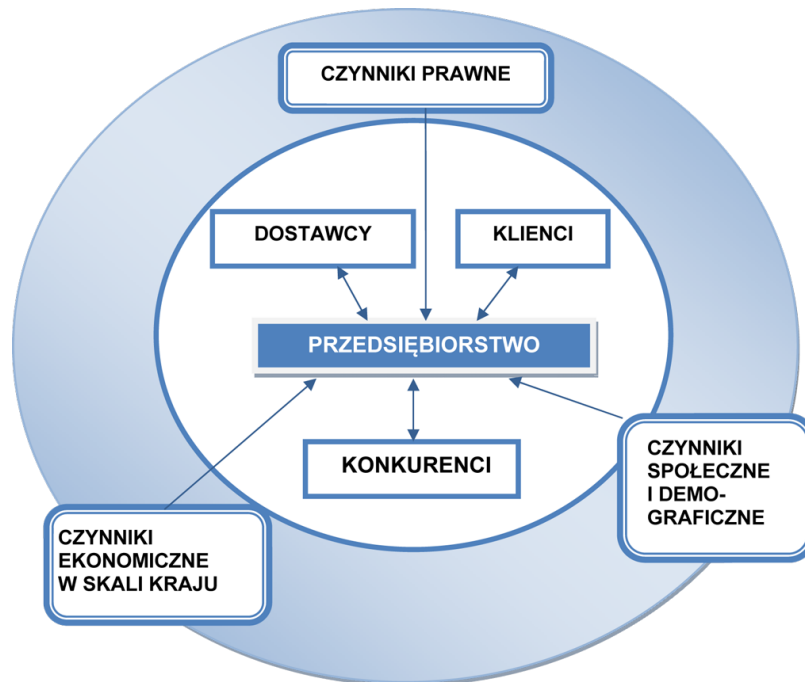 CZYNNIKI PRAWNE
DOSTAWCY
KLIENCI
PRZEDSIĘBIORSTWO
KONKURENCI
CZYNNIKI
SPOŁECZNE
I DEMO-
GRAFICZNE
CZYNNIKI
EKONOMICZNE
W SKALI KRAJU